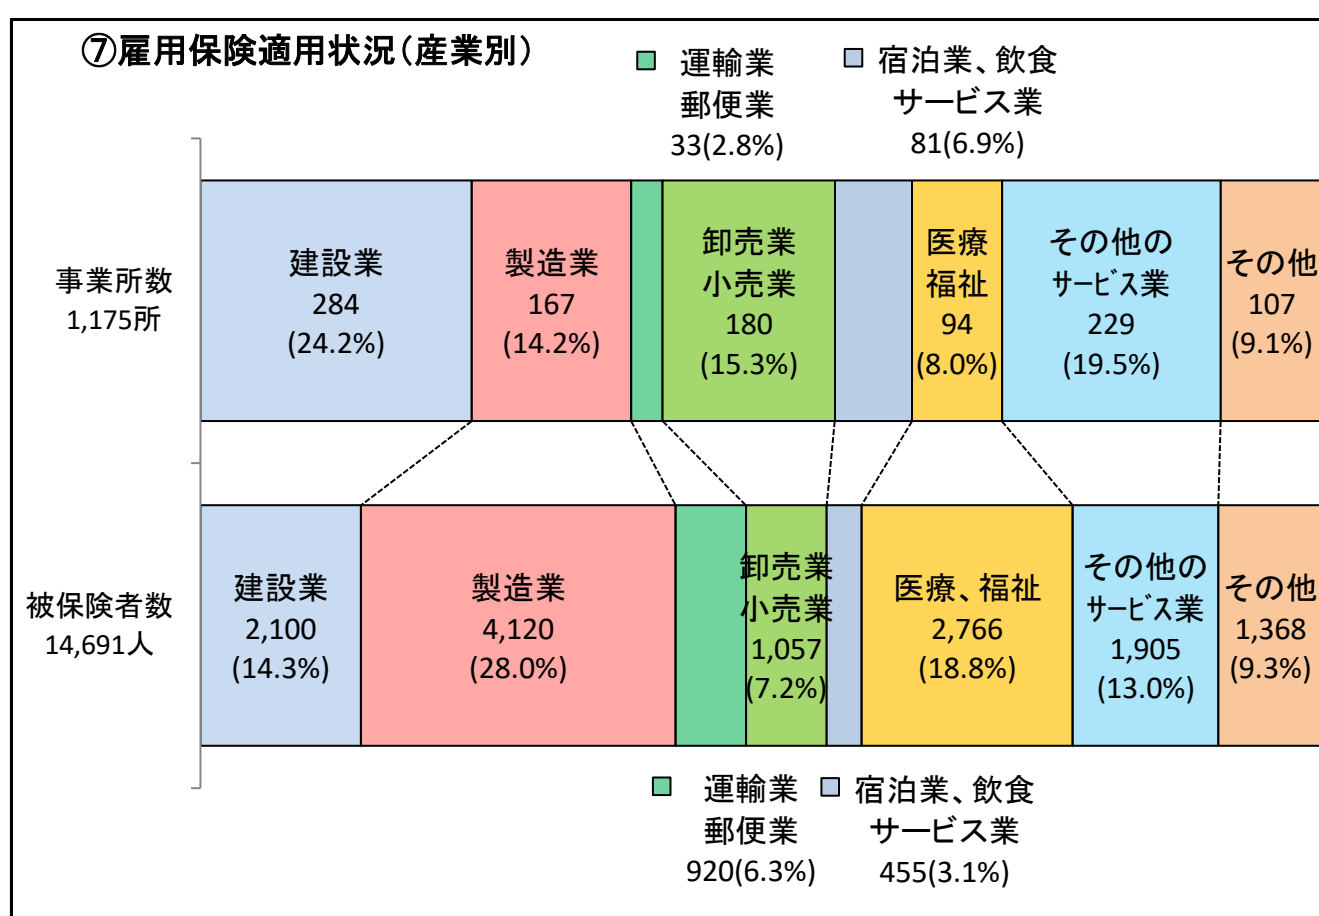 ⑦雇用保険適用状況(産業別)
運輸業
郵便業
33(2.8%)
宿泊業、飲食
サービス業
81(6.9%)
事業所数
1,175所
建設業
284
(24.2%)
製造業
167
(14.2%)
卸売業
小売業
180
(15.3%)
医療
福祉
94
(8.0%)
その他の
ｻｰﾋﾞｽ業
229
(19.5%)
その他
107
(9.1%)
被保険者数
14,691人
建設業
2,100
(14.3%)
製造業
4,120
(28.0%)
卸売業
小売業
1,057
(7.2%)
医療、福祉
2,766
(18.8%)
その他の
ｻｰﾋﾞｽ業
1,905
(13.0%)
その他
1,368
(9.3%)
運輸業
郵便業
920(6.3%)
宿泊業、飲食
サービス業
455(3.1%)